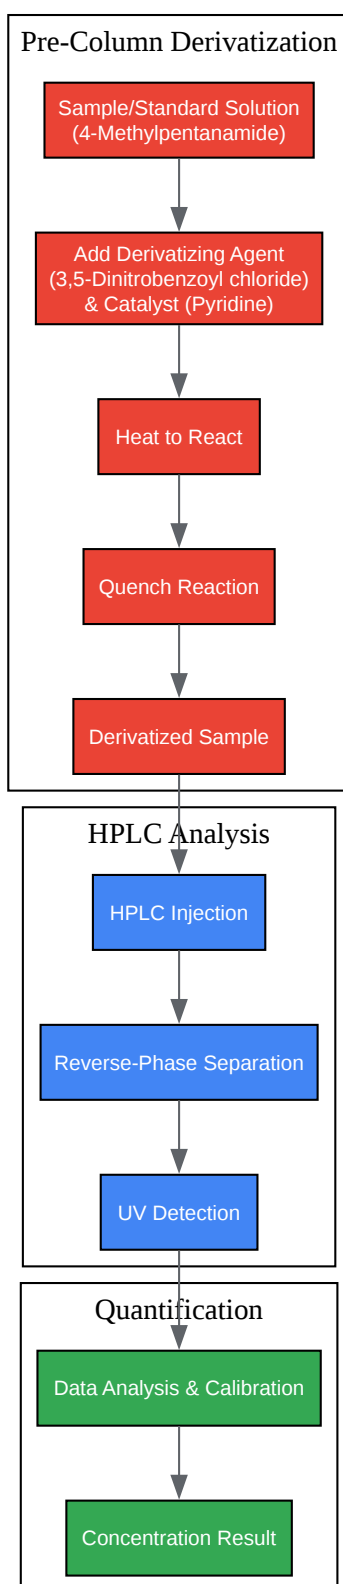 Pre-Column Derivatization
Sample/Standard Solution
(4-Methylpentanamide)
Add Derivatizing Agent
(3,5-Dinitrobenzoyl chloride)
& Catalyst (Pyridine)
Heat to React
Quench Reaction
Derivatized Sample
HPLC Analysis
HPLC Injection
Reverse-Phase Separation
UV Detection
Quantification
Data Analysis & Calibration
Concentration Result